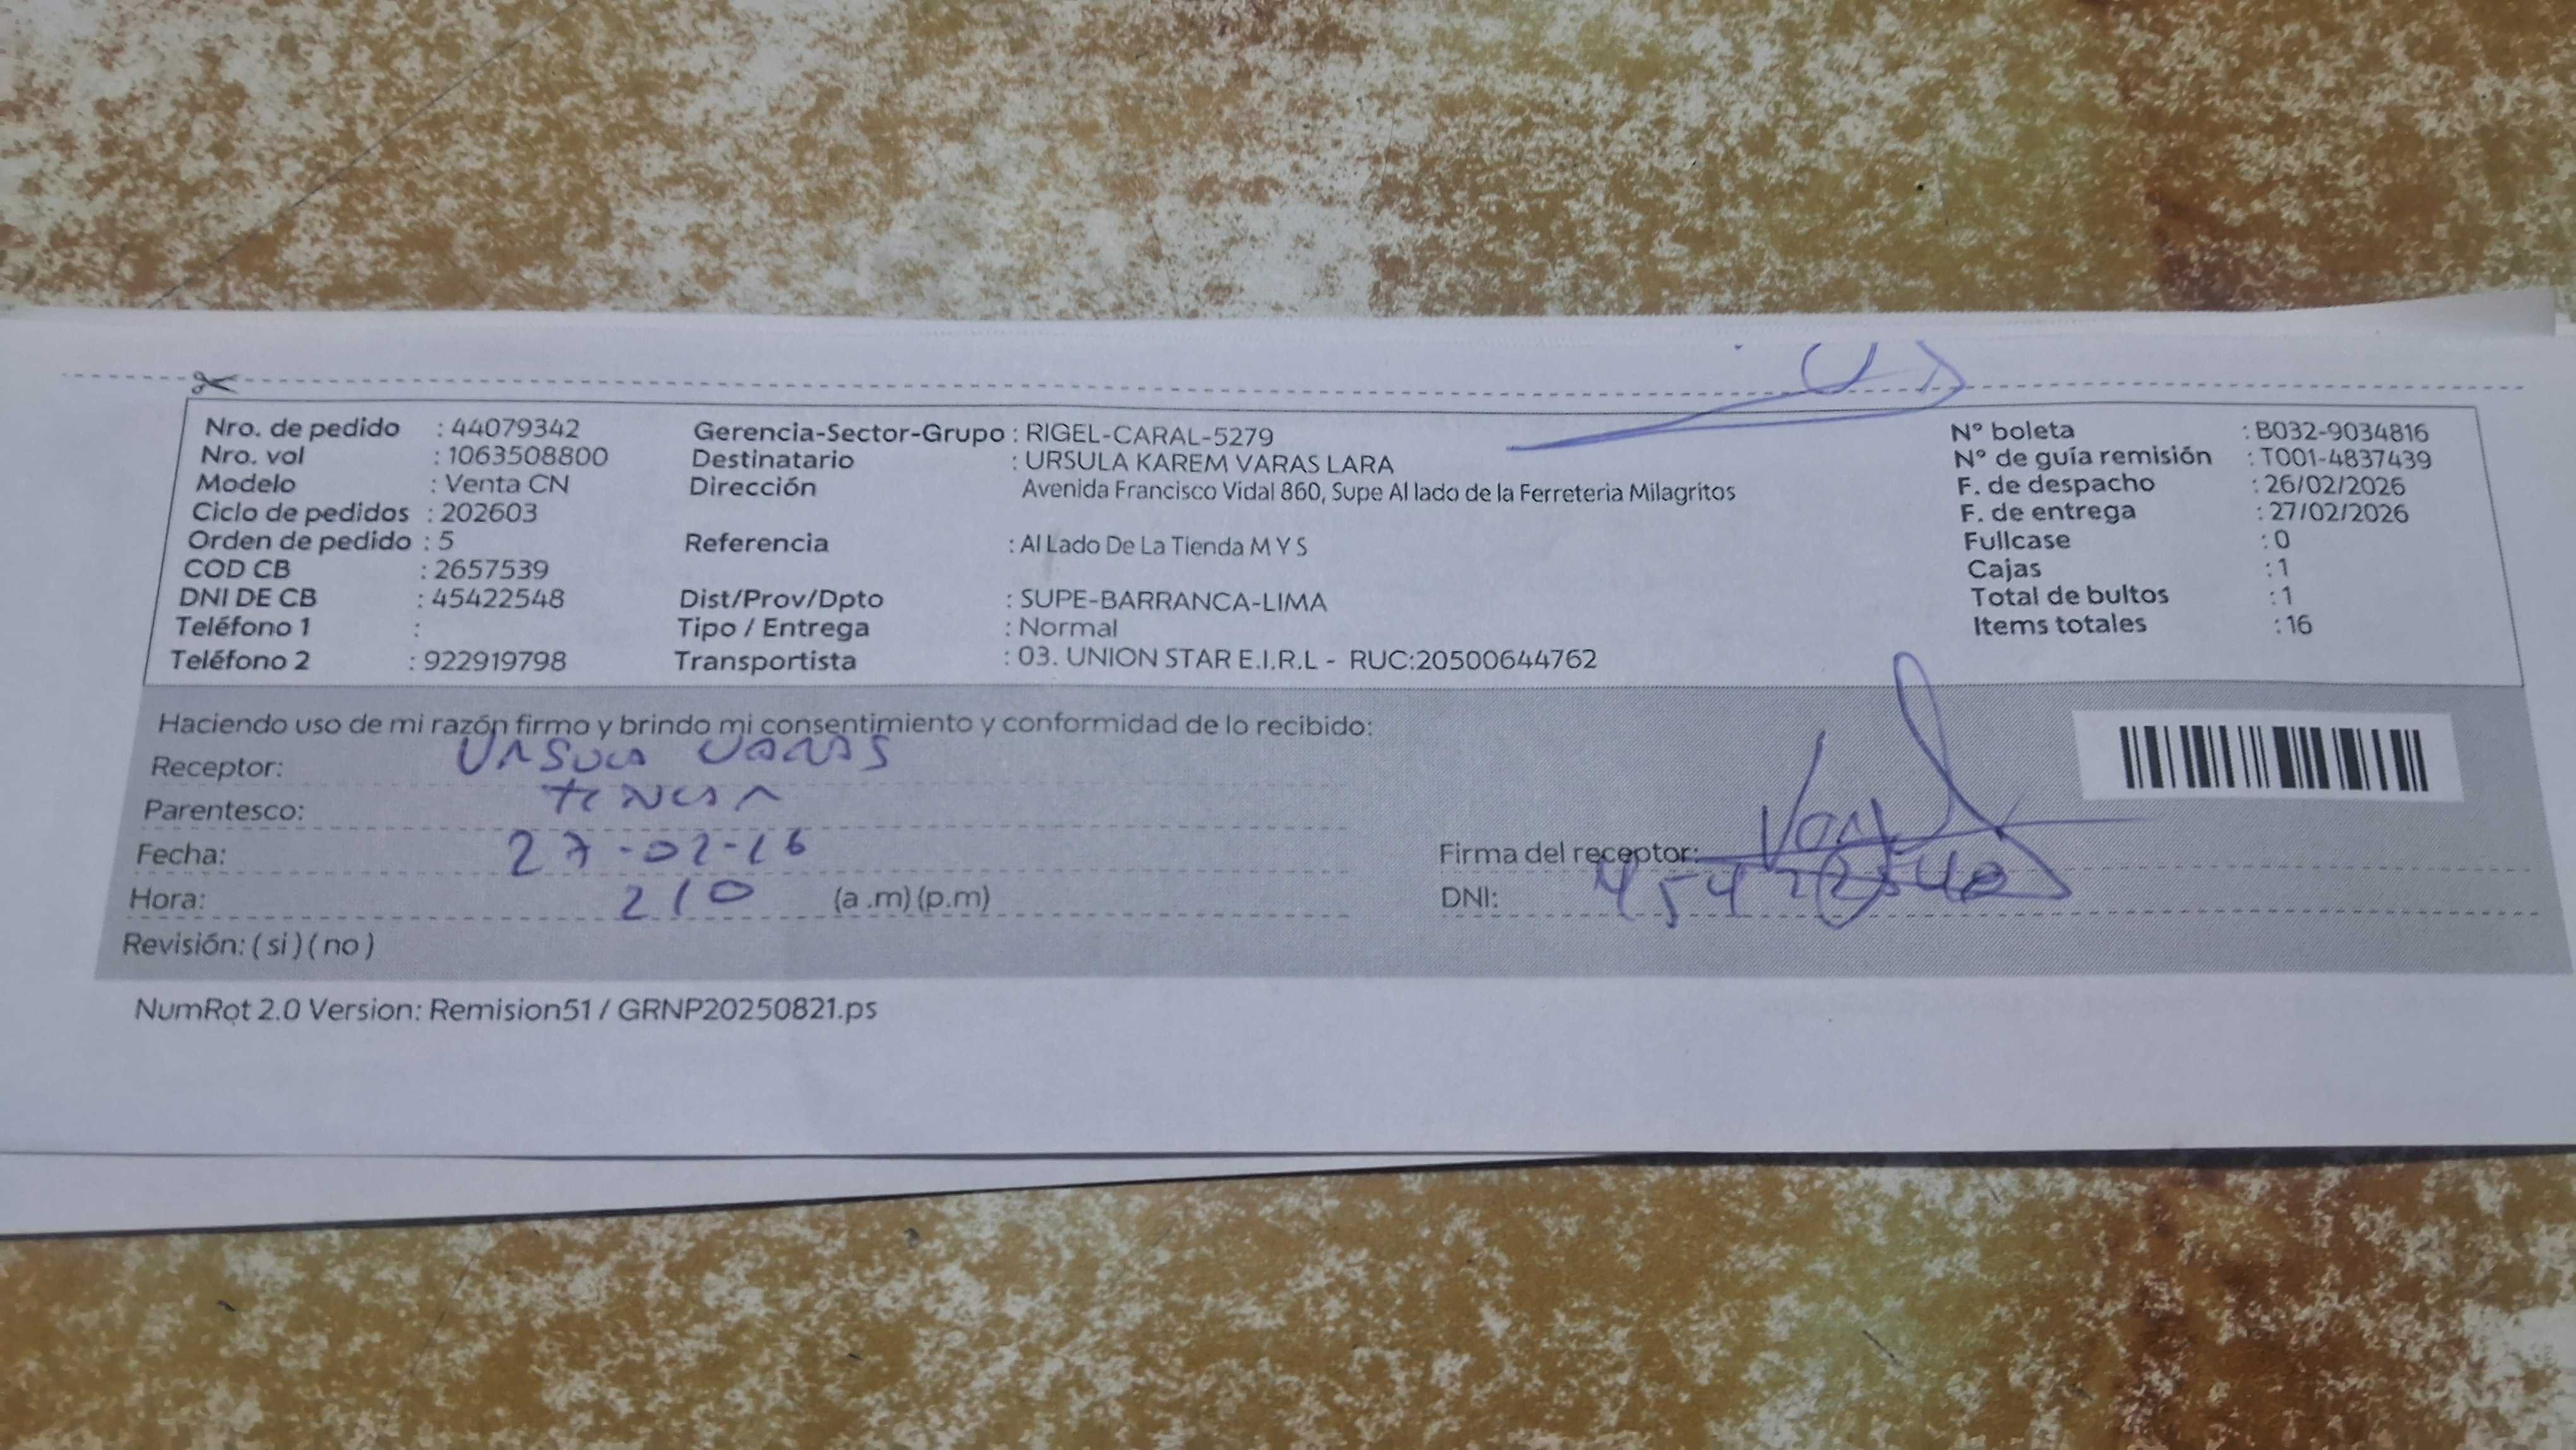 Nro. de pedido : 44079342
Nro. vol : 1063508800
Modelo : Venta CN
Ciclo de pedidos : 202603
Orden de pedido : 5
COD CB : 2657539
DNI DE CB : 45422548
Teléfono 1 :
Teléfono 2 : 922919798
Gerencia-Sector-Grupo : RIGEL-CARAL-5279
Destinatario : URSULA KAREM VARAS LARA
Dirección Avenida Francisco Vidal 860, Supe Al lado de la Ferreteria Milagritos
Referencia : Al Lado De La Tienda M Y S
Dist/Prov/Dpto : SUPE-BARRANCA-LIMA
Tipo / Entrega : Normal
Transportista : 03. UNION STAR E.I.R.L - RUC:20500644762
N° boleta : B032-9034816
N° de guía remisión : T001-4837439
F. de despacho : 26/02/2026
F. de entrega : 27/02/2026
Fullcase : 0
Cajas : 1
Total de bultos : 1
Items totales : 16
Haciendo uso de mi razón firmo y brindo mi consentimiento y conformidad de lo recibido:
Receptor: URSULA VARAS
Parentesco:
Fecha: 27-02-26
Hora: 210 (a .m) (p.m)
Revisión: ( si ) ( no )
Firma del receptor:
DNI: 45422548
NumRot 2.0 Version: Remision51 / GRNP20250821.ps